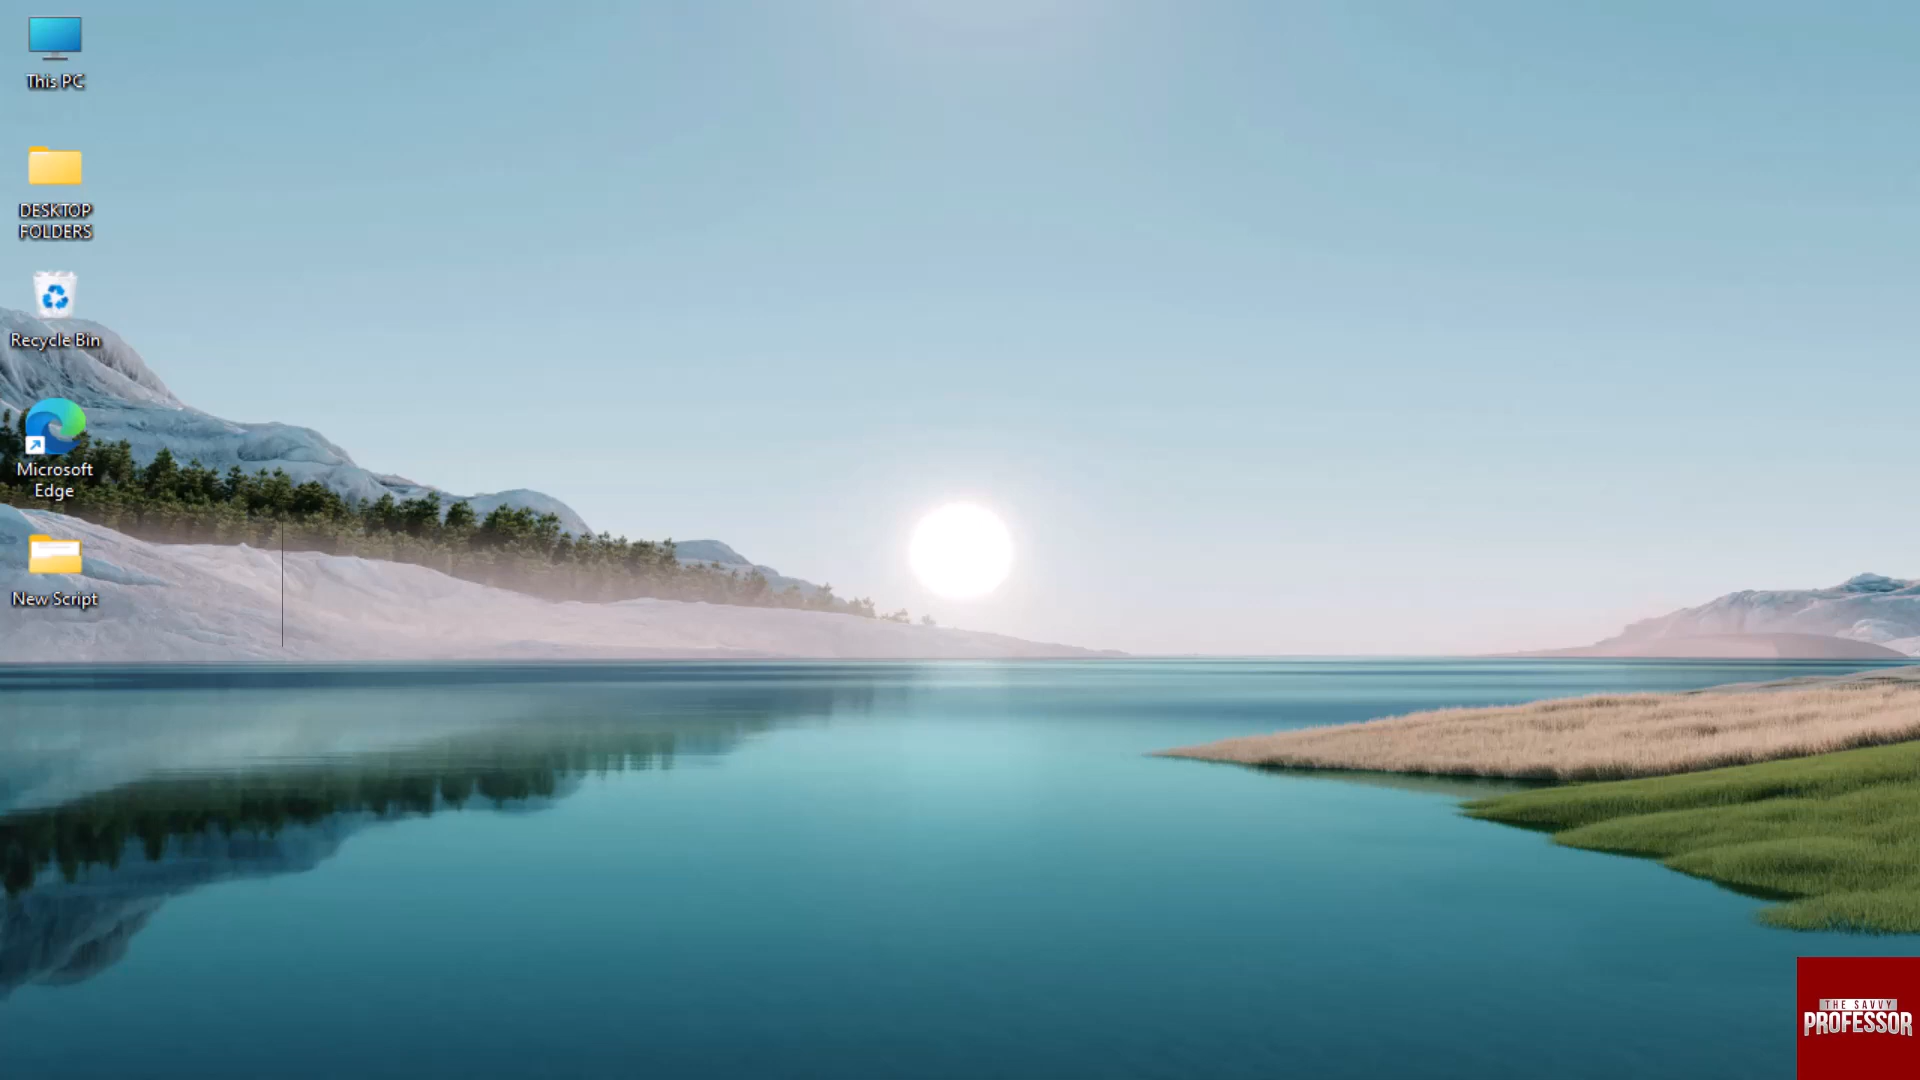 This PC
DESKTOP
FOLDERS
Recycle Bin
Microsoft
Edge
New Script
THE SAVVY
PROFESSOR